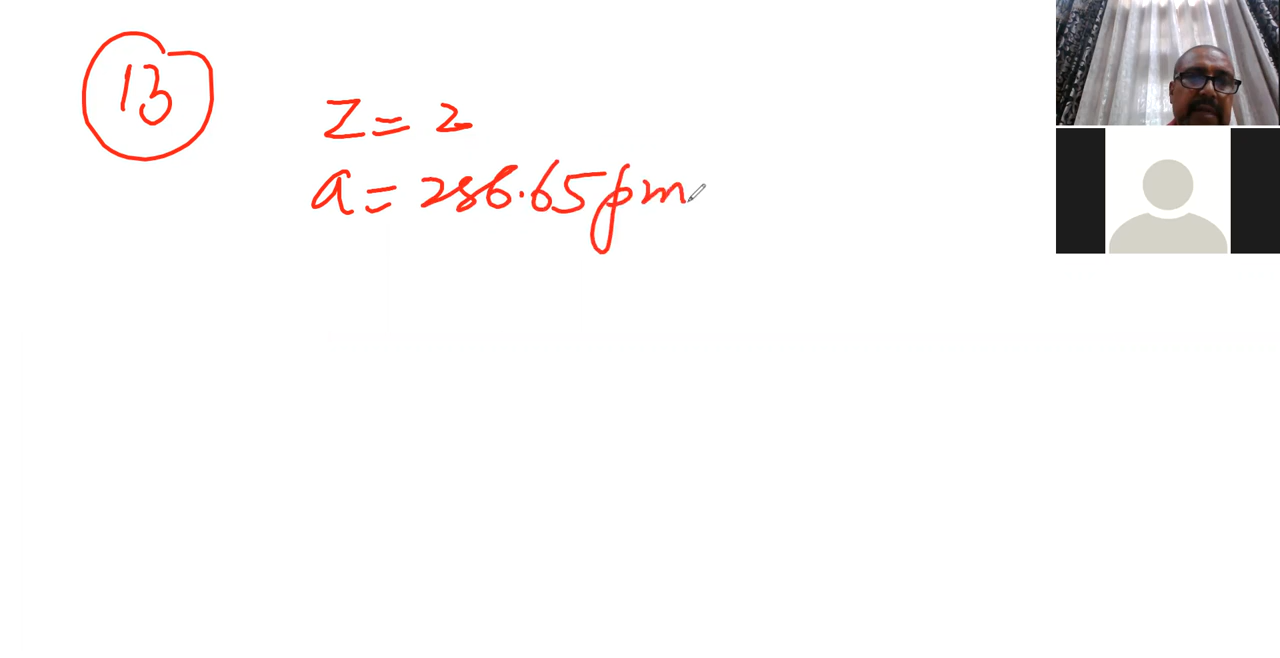 13
Z = 2
a = 286.65 pm